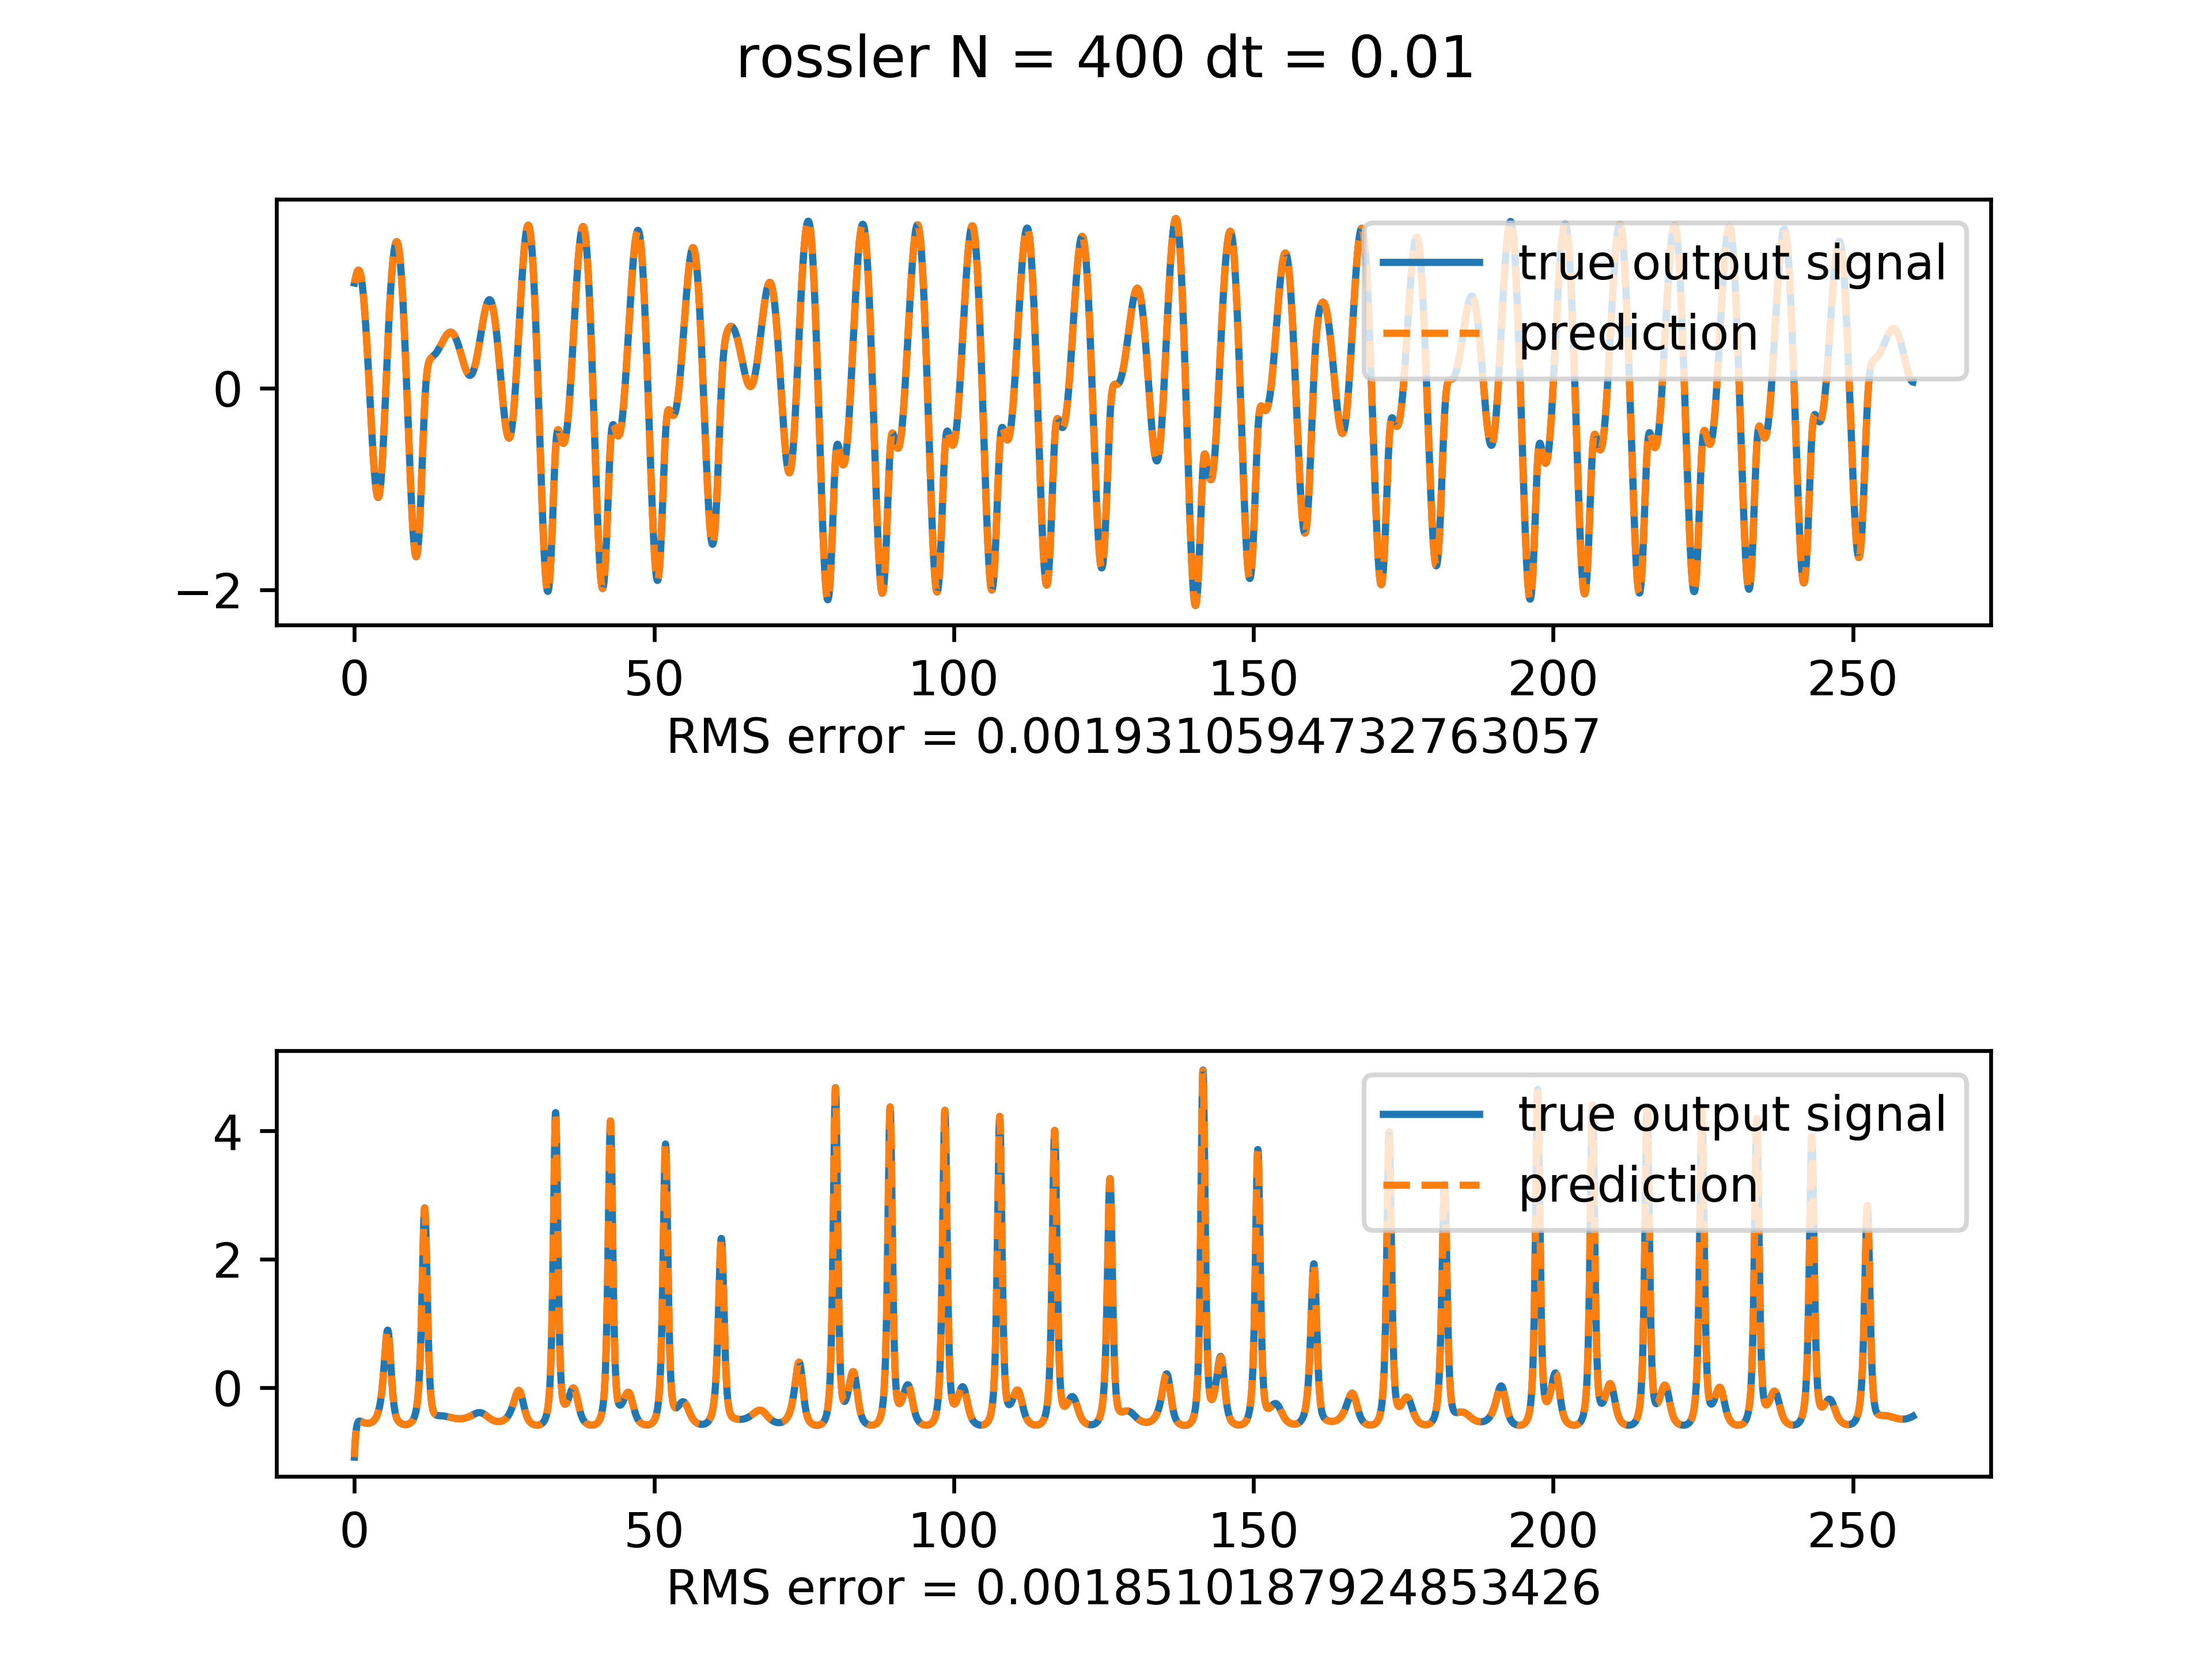 rossler N = 400 dt = 0.01
true output signal
prediction
0
−2
0 50 100 150 200 250
RMS error = 0.0019310594732763057
true output signal
prediction
4
2
0
0 50 100 150 200 250
RMS error = 0.0018510187924853426